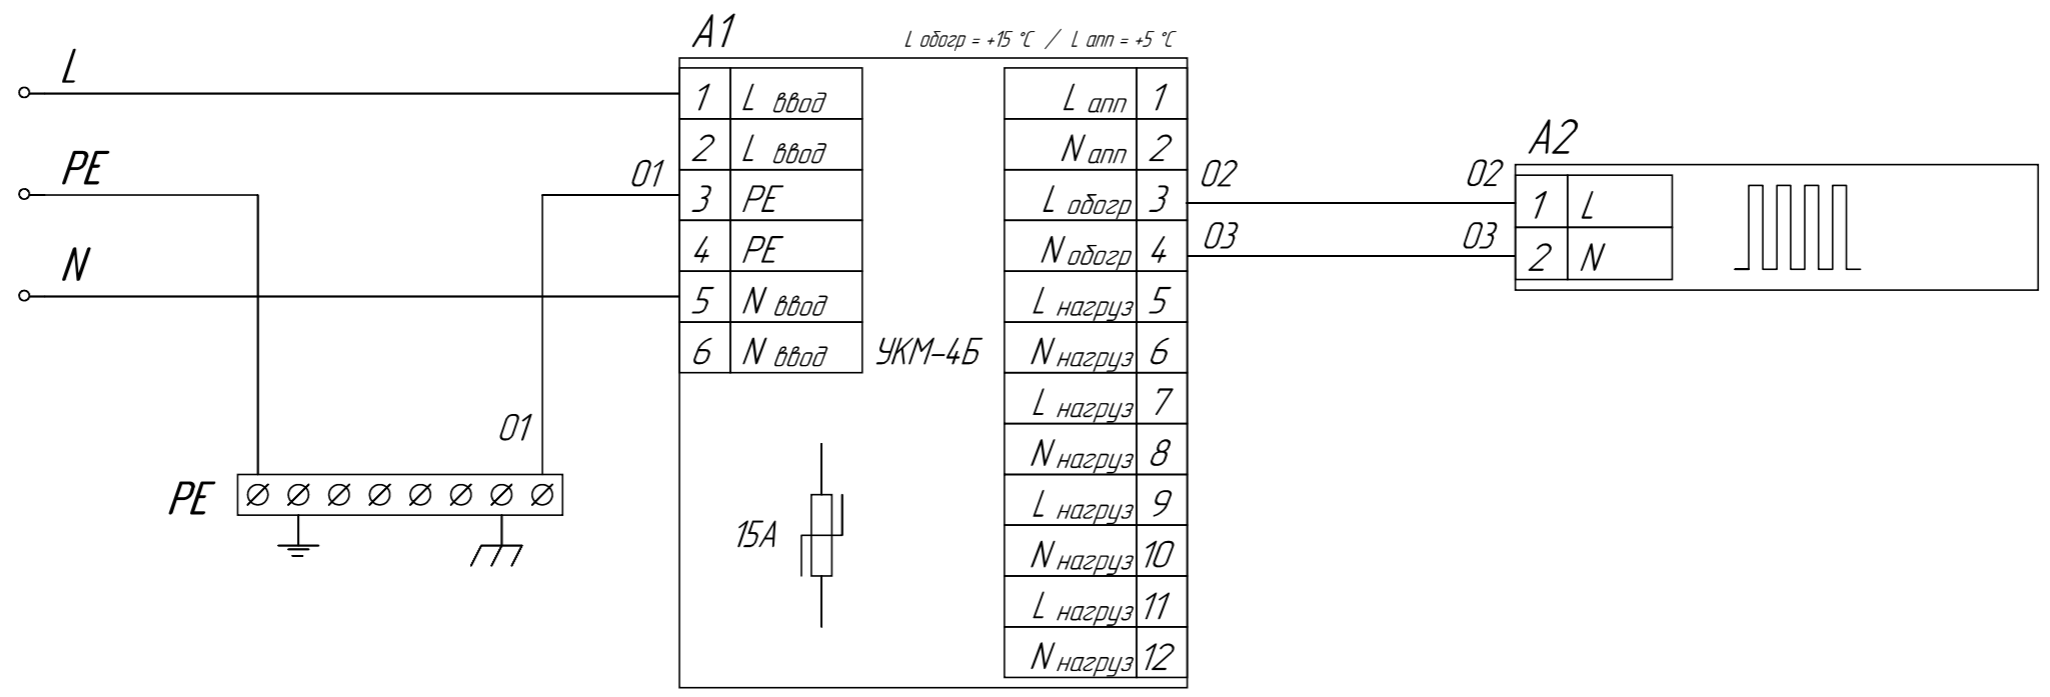 A1
L обогр = +15 °C / L апп = +5 °C
L
PE
N
1 L ввод
2 L ввод
3 PE
4 PE
5 N ввод
6 N ввод
01
01
PE
УКМ-4Б
15А
L апп 1
N апп 2
L обогр 3
N обогр 4
L нагруз 5
N нагруз 6
L нагруз 7
N нагруз 8
L нагруз 9
N нагруз 10
L нагруз 11
N нагруз 12
02
02
03
03
A2
1 L
2 N